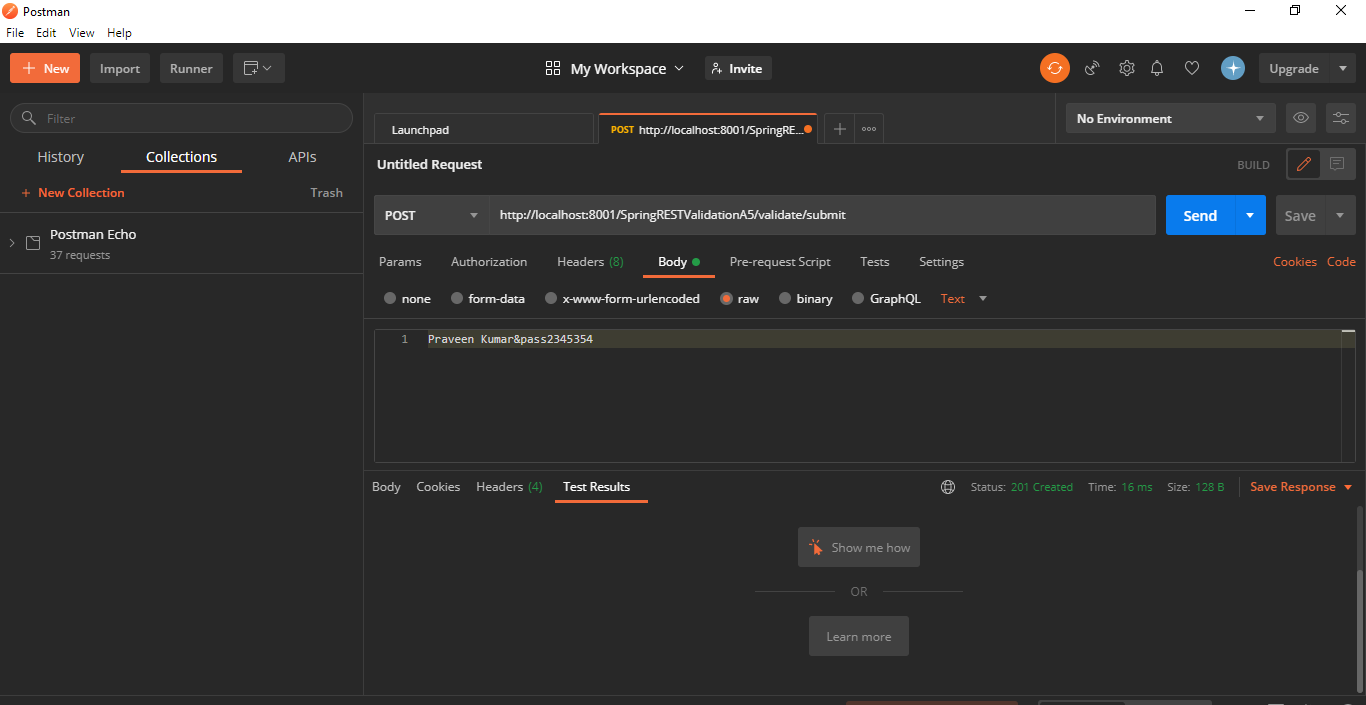 Postman
File Edit View Help
+ New Import Runner My Workspace Invite Upgrade
Filter
History Collections APIs
+ New Collection Trash
Postman Echo
37 requests
Launchpad POST http://localhost:8001/SpringRE... + ooo No Environment
Untitled Request BUILD
POST http://localhost:8001/SpringRESTValidationA5/validate/submit Send Save
Params Authorization Headers (8) Body Pre-request Script Tests Settings Cookies Code
none form-data x-www-form-urlencoded raw binary GraphQL Text
1 Praveen Kumar&pass2345354
Body Cookies Headers (4) Test Results Status: 201 Created Time: 16 ms Size: 128 B Save Response
Show me how
OR
Learn more